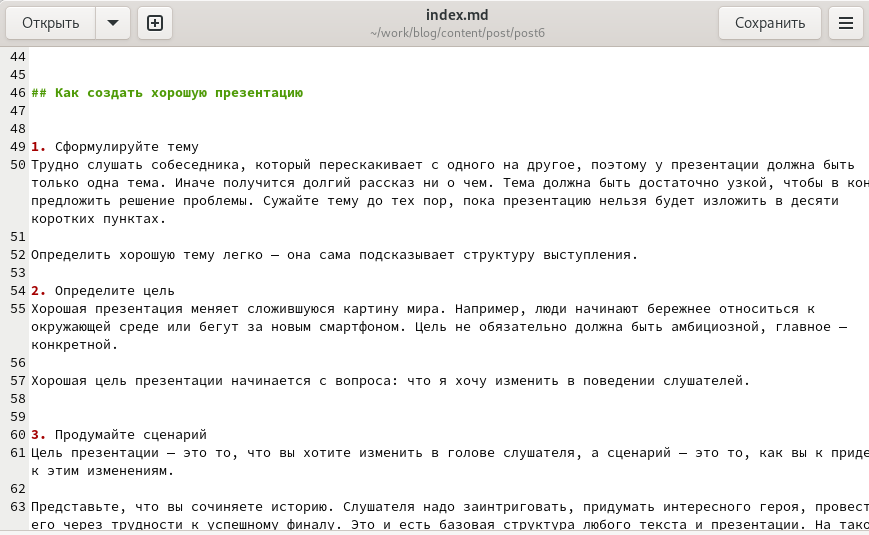 Открыть
index.md
~/work/blog/content/post/post6
Сохранить
44
45
46 ## Как создать хорошую презентацию
47
48
49 1. Сформулируйте тему
50 Трудно слушать собеседника, который перескакивает с одного на другое, поэтому у презентации должна быть
только одна тема. Иначе получится долгий рассказ ни о чем. Тема должна быть достаточно узкой, чтобы в
предложить решение проблемы. Сужайте тему до тех пор, пока презентацию нельзя будет изложить в десяти
коротких пунктах.
51
52 Определить хорошую тему легко — она сама подсказывает структуру выступления.
53
54 2. Определите цель
55 Хорошая презентация меняет сложившуюся картину мира. Например, люди начинают бережнее относиться к
окружающей среде или бегут за новым смартфоном. Цель не обязательно должна быть амбициозной, главное —
конкретной.
56
57 Хорошая цель презентации начинается с вопроса: что я хочу изменить в поведении слушателей.
58
59
60 3. Продумайте сценарий
61 Цель презентации — это то, что вы хотите изменить в голове слушателя, а сценарий — это то, как вы к
к этим изменениям.
62
63 Представьте, что вы сочиняете историю. Слушателя надо заинтриговать, придумать интересного героя,
его через трудности к успешному финалу. Это и есть базовая структура любого текста и презентации. На